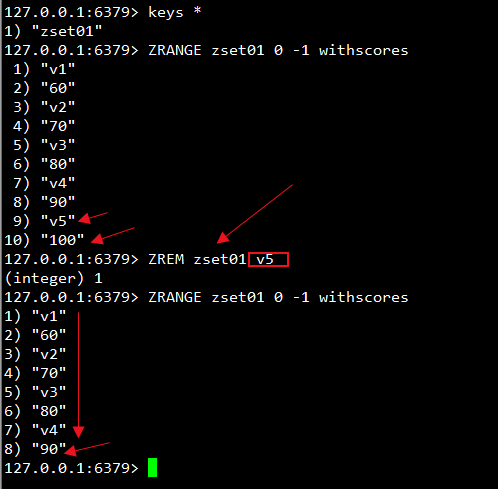 127.0.0.1:6379> keys *
1) "zset01"
127.0.0.1:6379> ZRANGE zset01 0 -1 withscores
1) "v1"
2) "60"
3) "v2"
4) "70"
5) "v3"
6) "80"
7) "v4"
8) "90"
9) "v5"
10) "100"
127.0.0.1:6379> ZREM zset01 v5
(integer) 1
127.0.0.1:6379> ZRANGE zset01 0 -1 withscores
1) "v1"
2) "60"
3) "v2"
4) "70"
5) "v3"
6) "80"
7) "v4"
8) "90"
127.0.0.1:6379>